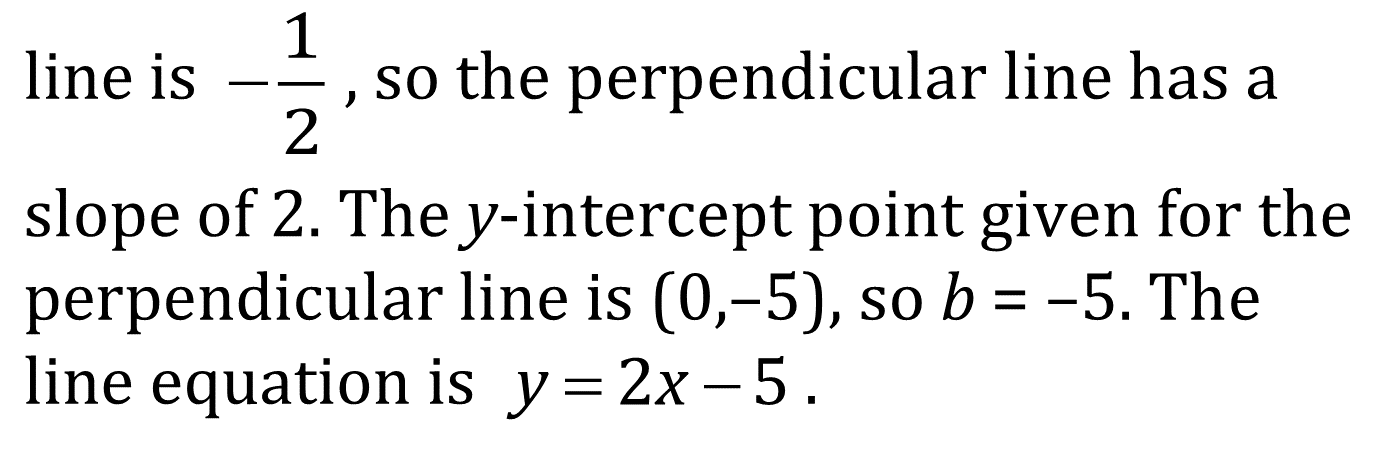 line is $-\frac{1}{2}$, so the perpendicular line has a
slope of 2. The y-intercept point given for the
perpendicular line is (0,–5), so b = –5. The
line equation is y = 2x – 5 .